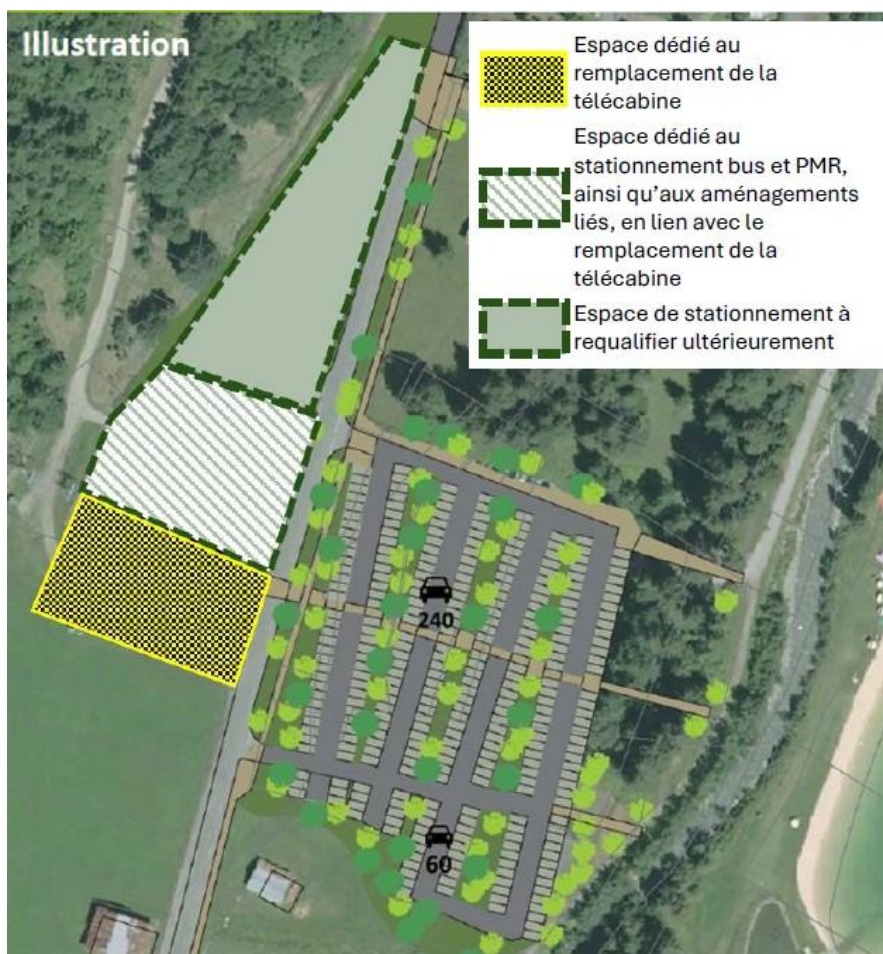 Illustration
Espace dédié au
remplacement de la
télécabine
Espace dédié au
stationnement bus et PMR,
ainsi qu’aux aménagements
liés, en lien avec le
remplacement de la
télécabine
Espace de stationnement à
requalifier ultérieurement
240
60